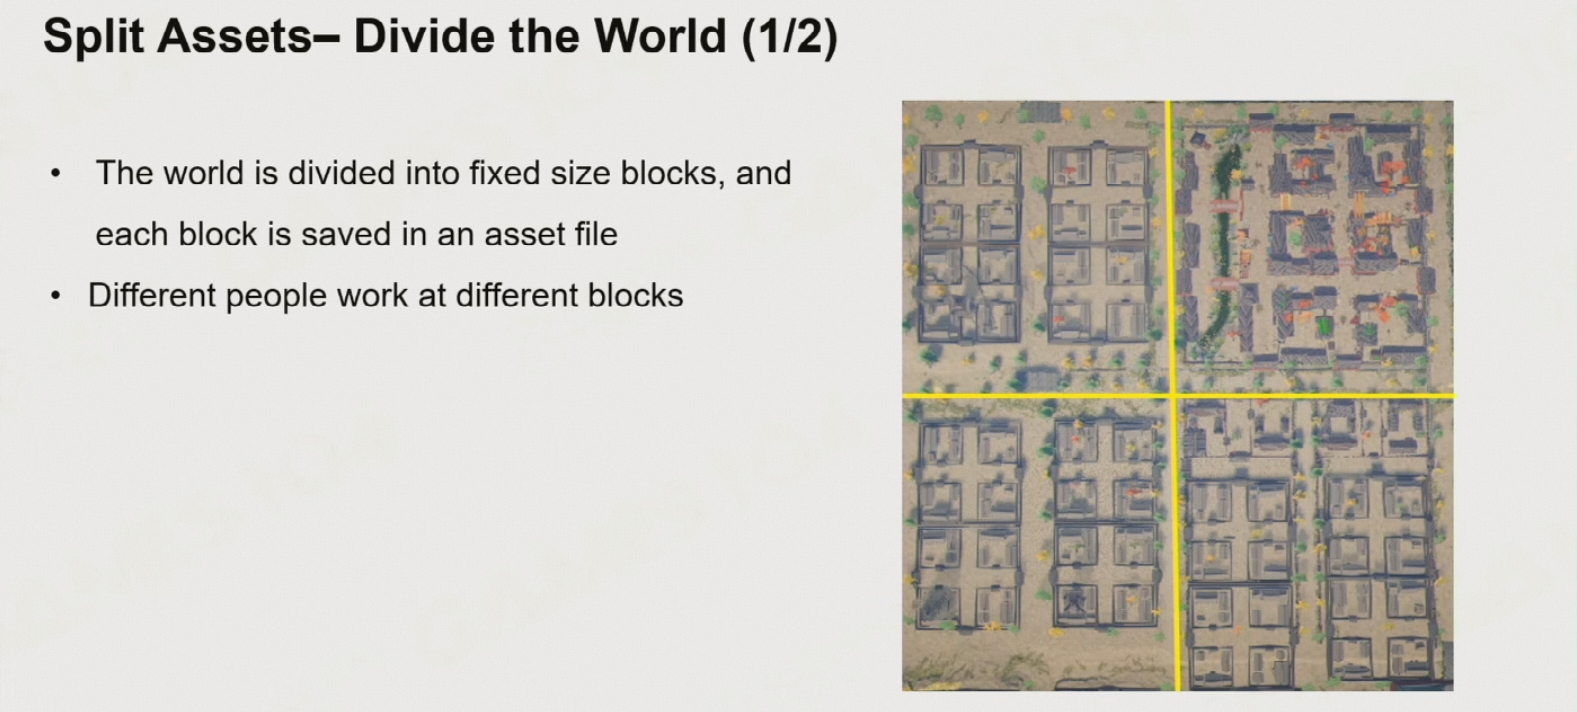 Split Assets– Divide the World (1/2)
• The world is divided into fixed size blocks, and
each block is saved in an asset file
• Different people work at different blocks